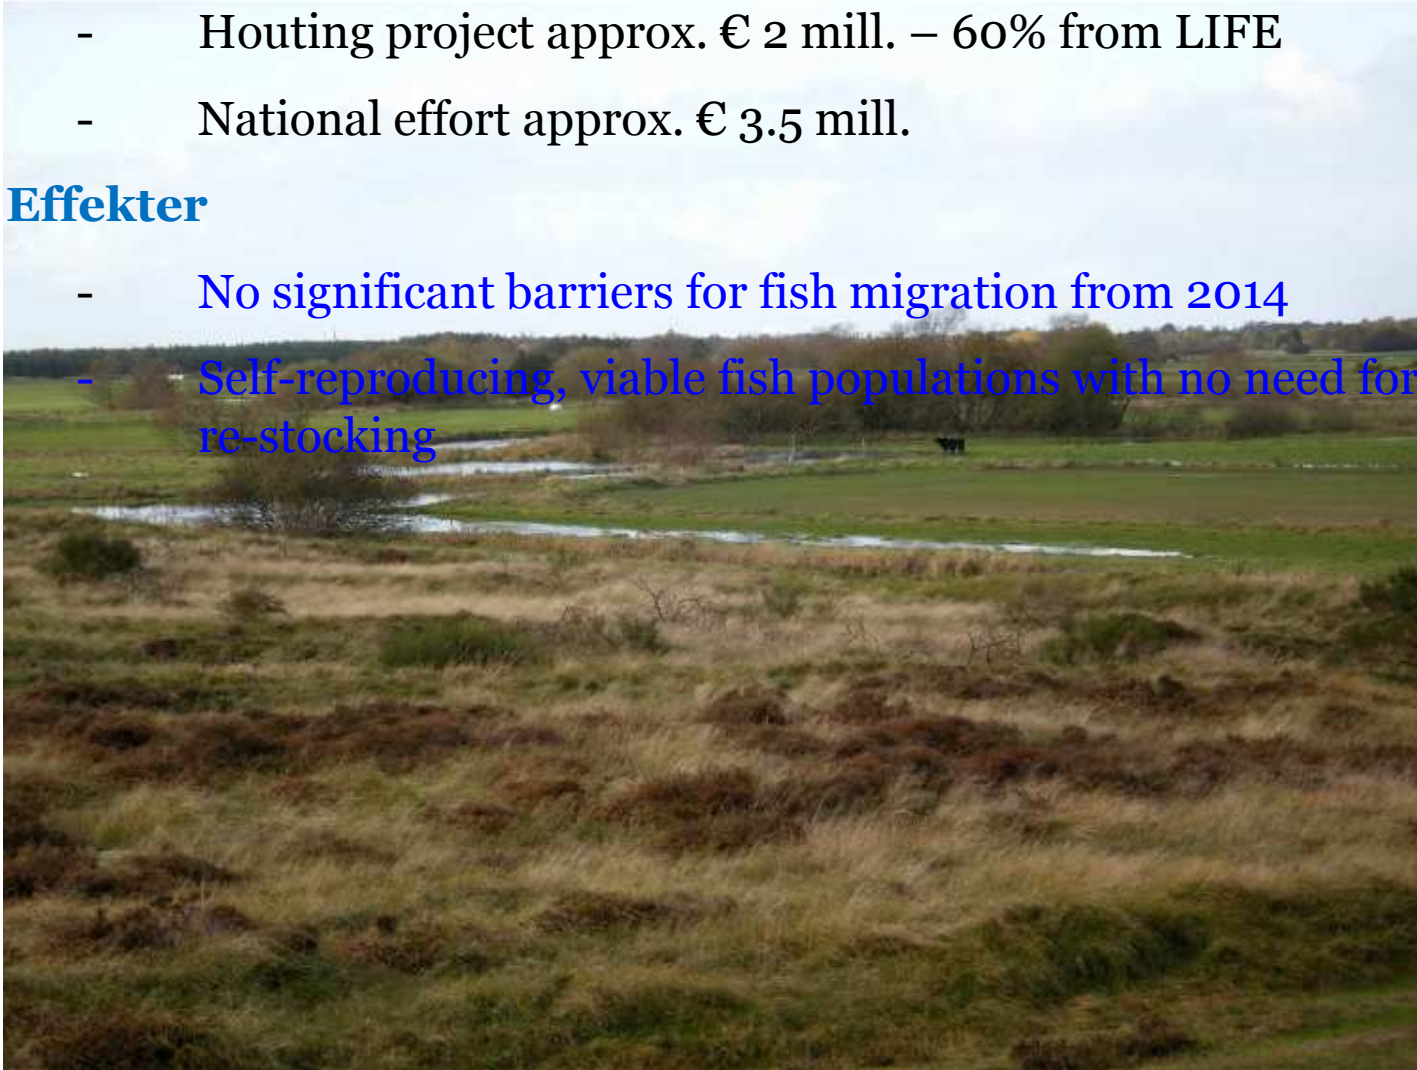 - Houting project approx. € 2 mill. – 60% from LIFE
- National effort approx. € 3.5 mill.
Effekter
- No significant barriers for fish migration from 2014
- Self-reproducing, viable fish populations with no need for
re-stocking